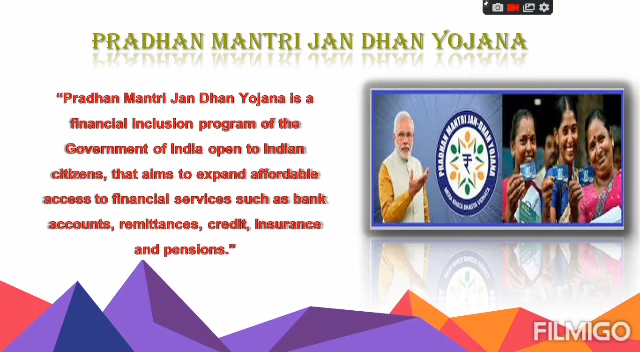 PRADHAN MANTRI JAN DHAN YOJANA
“Pradhan Mantri Jan Dhan Yojana is a
financial inclusion program of the
Government of India open to Indian
citizens, that aims to expand affordable
access to financial services such as bank
accounts, remittances, credit, insurance
and pensions.”
PRADHAN MANTRI JAN-DHAN YOJANA
FILMIGO